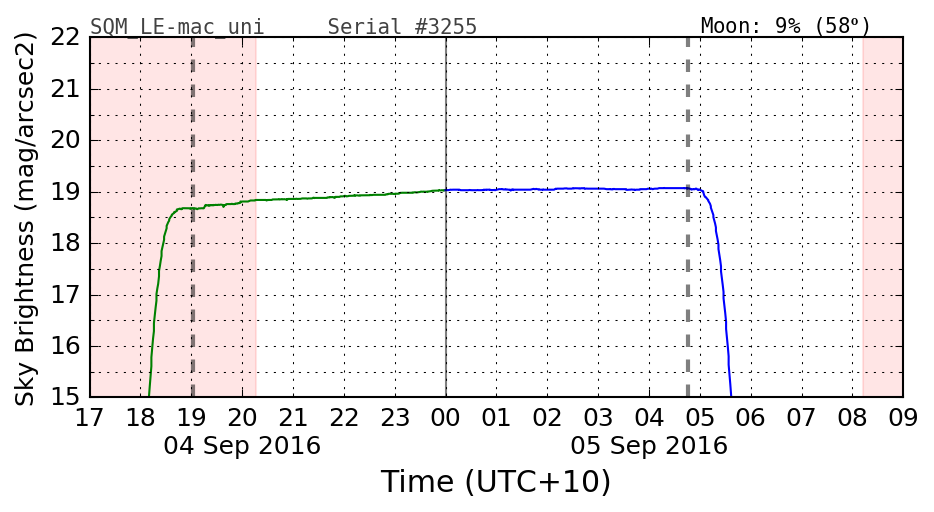 SQM_LE-mac_uni Serial #3255 Moon: 9% (58°)
Sky Brightness (mag/arcsec2)
22
21
20
19
18
17
16
15
17 18 19 20 21 22 23 00 01 02 03 04 05 06 07 08 09
04 Sep 2016 05 Sep 2016
Time (UTC+10)